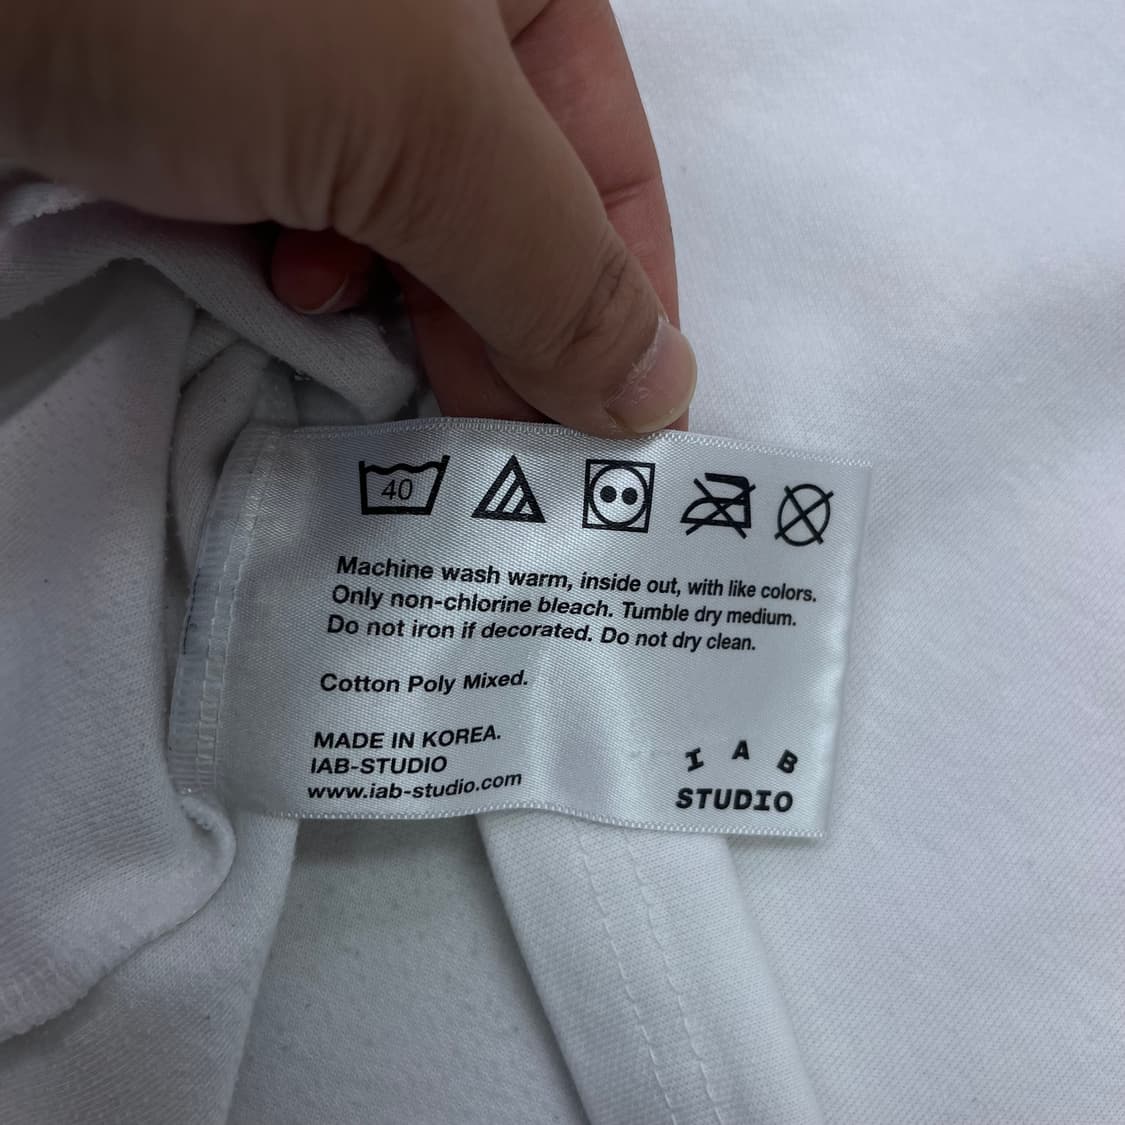 40
Machine wash warm, inside out, with like colors.
Only non-chlorine bleach. Tumble dry medium.
Do not iron if decorated. Do not dry clean.
Cotton Poly Mixed.
MADE IN KOREA.
IAB-STUDIO
www.iab-studio.com
I A B
STUDIO